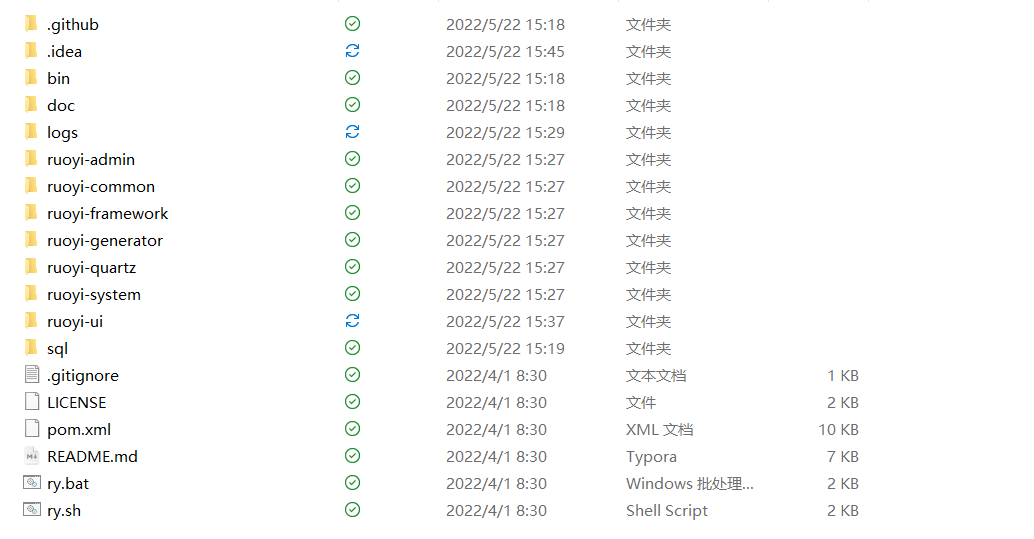 .github 2022/5/22 15:18 文件夹
.idea 2022/5/22 15:45 文件夹
bin 2022/5/22 15:18 文件夹
doc 2022/5/22 15:18 文件夹
logs 2022/5/22 15:29 文件夹
ruoyi-admin 2022/5/22 15:27 文件夹
ruoyi-common 2022/5/22 15:27 文件夹
ruoyi-framework 2022/5/22 15:27 文件夹
ruoyi-generator 2022/5/22 15:27 文件夹
ruoyi-quartz 2022/5/22 15:27 文件夹
ruoyi-system 2022/5/22 15:27 文件夹
ruoyi-ui 2022/5/22 15:37 文件夹
sql 2022/5/22 15:19 文件夹
.gitignore 2022/4/1 8:30 文本文档 1 KB
LICENSE 2022/4/1 8:30 文件 2 KB
pom.xml 2022/4/1 8:30 XML 文档 10 KB
README.md 2022/4/1 8:30 Typora 7 KB
ry.bat 2022/4/1 8:30 Windows 批处理... 2 KB
ry.sh 2022/4/1 8:30 Shell Script 2 KB